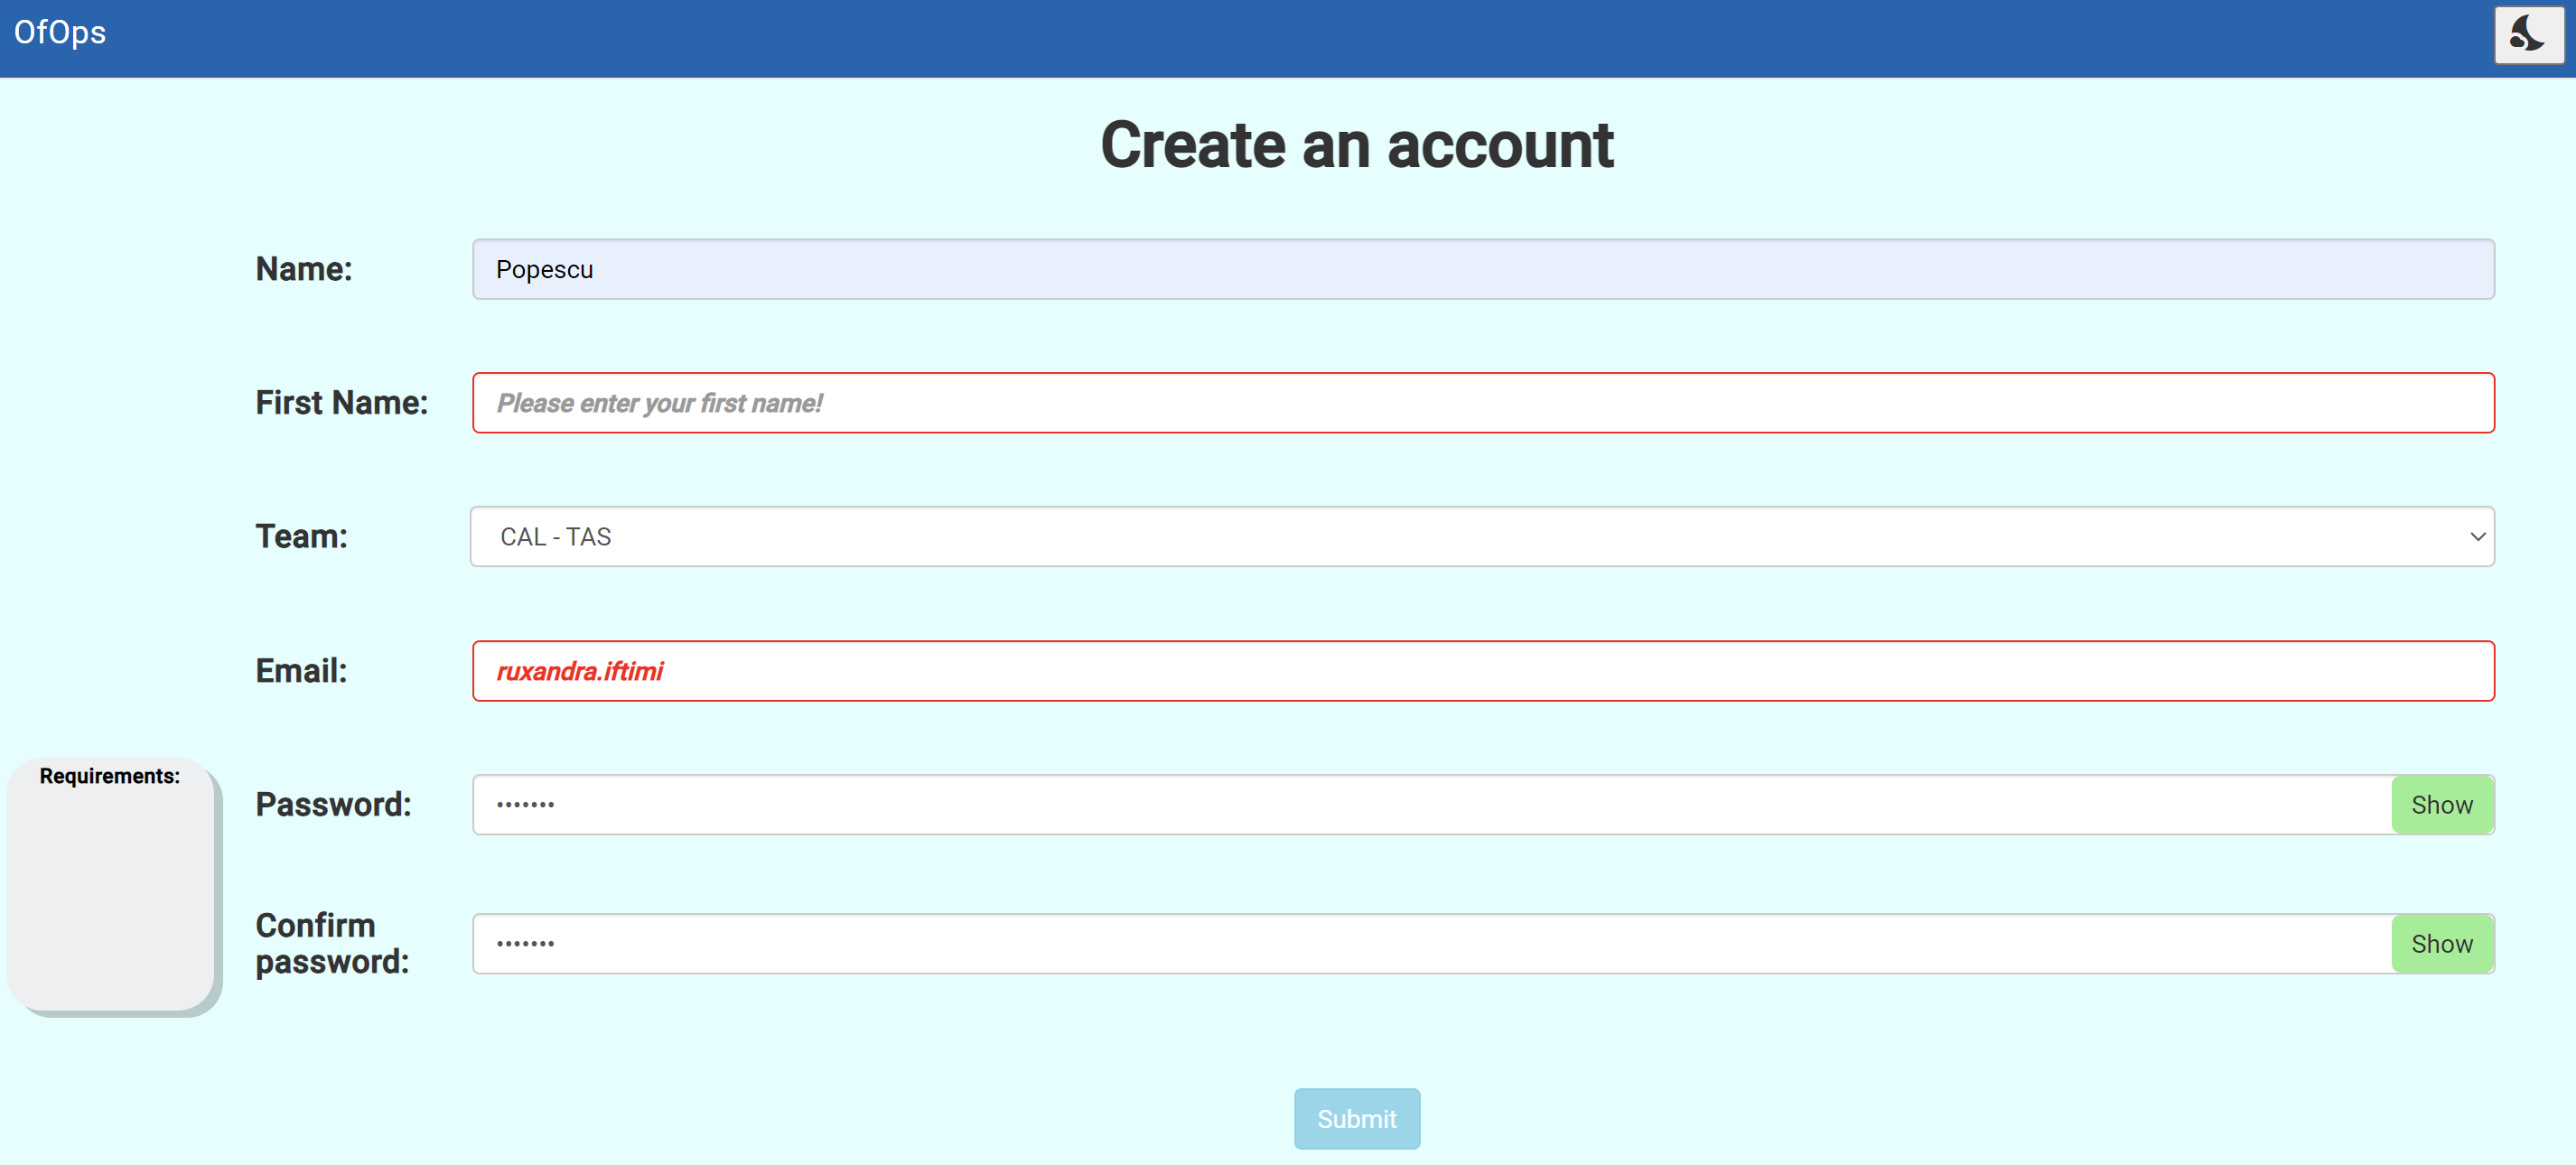 OfOps
Create an account
Name:
Popescu
First Name:
Please enter your first name!
Team:
CAL - TAS
Email:
ruxandra.iftimi
Requirements:
Password:
•••••••
Show
Confirm
password:
•••••••
Show
Submit